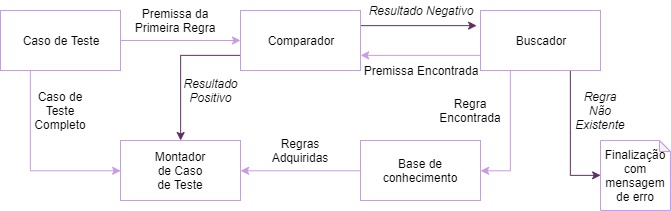 Caso de Teste
Premissa da
Primeira Regra
Comparador
Resultado Negativo
Premissa Encontrada
Buscador
Caso de
Teste
Completo
Resultado
Positivo
Regra
Encontrada
Regra
Não
Existente
Montador
de Caso
de Teste
Regras
Adquiridas
Base de
conhecimento
Finalização
com
mensagem
de erro